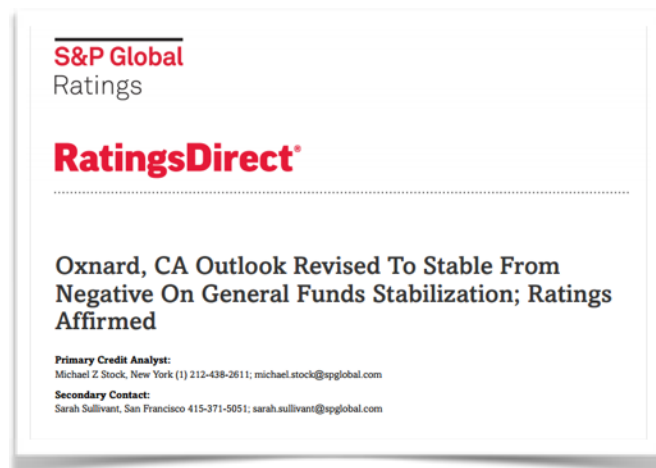 S&P Global
Ratings
RatingsDirect®
Oxnard, CA Outlook Revised To Stable From
Negative On General Funds Stabilization; Ratings
Affirmed
Primary Credit Analyst:
Michael Z Stock, New York (1) 212-438-2611; michael.stock@spglobal.com
Secondary Contact:
Sarah Sullivant, San Francisco 415-371-5051; sarah.sullivant@spglobal.com